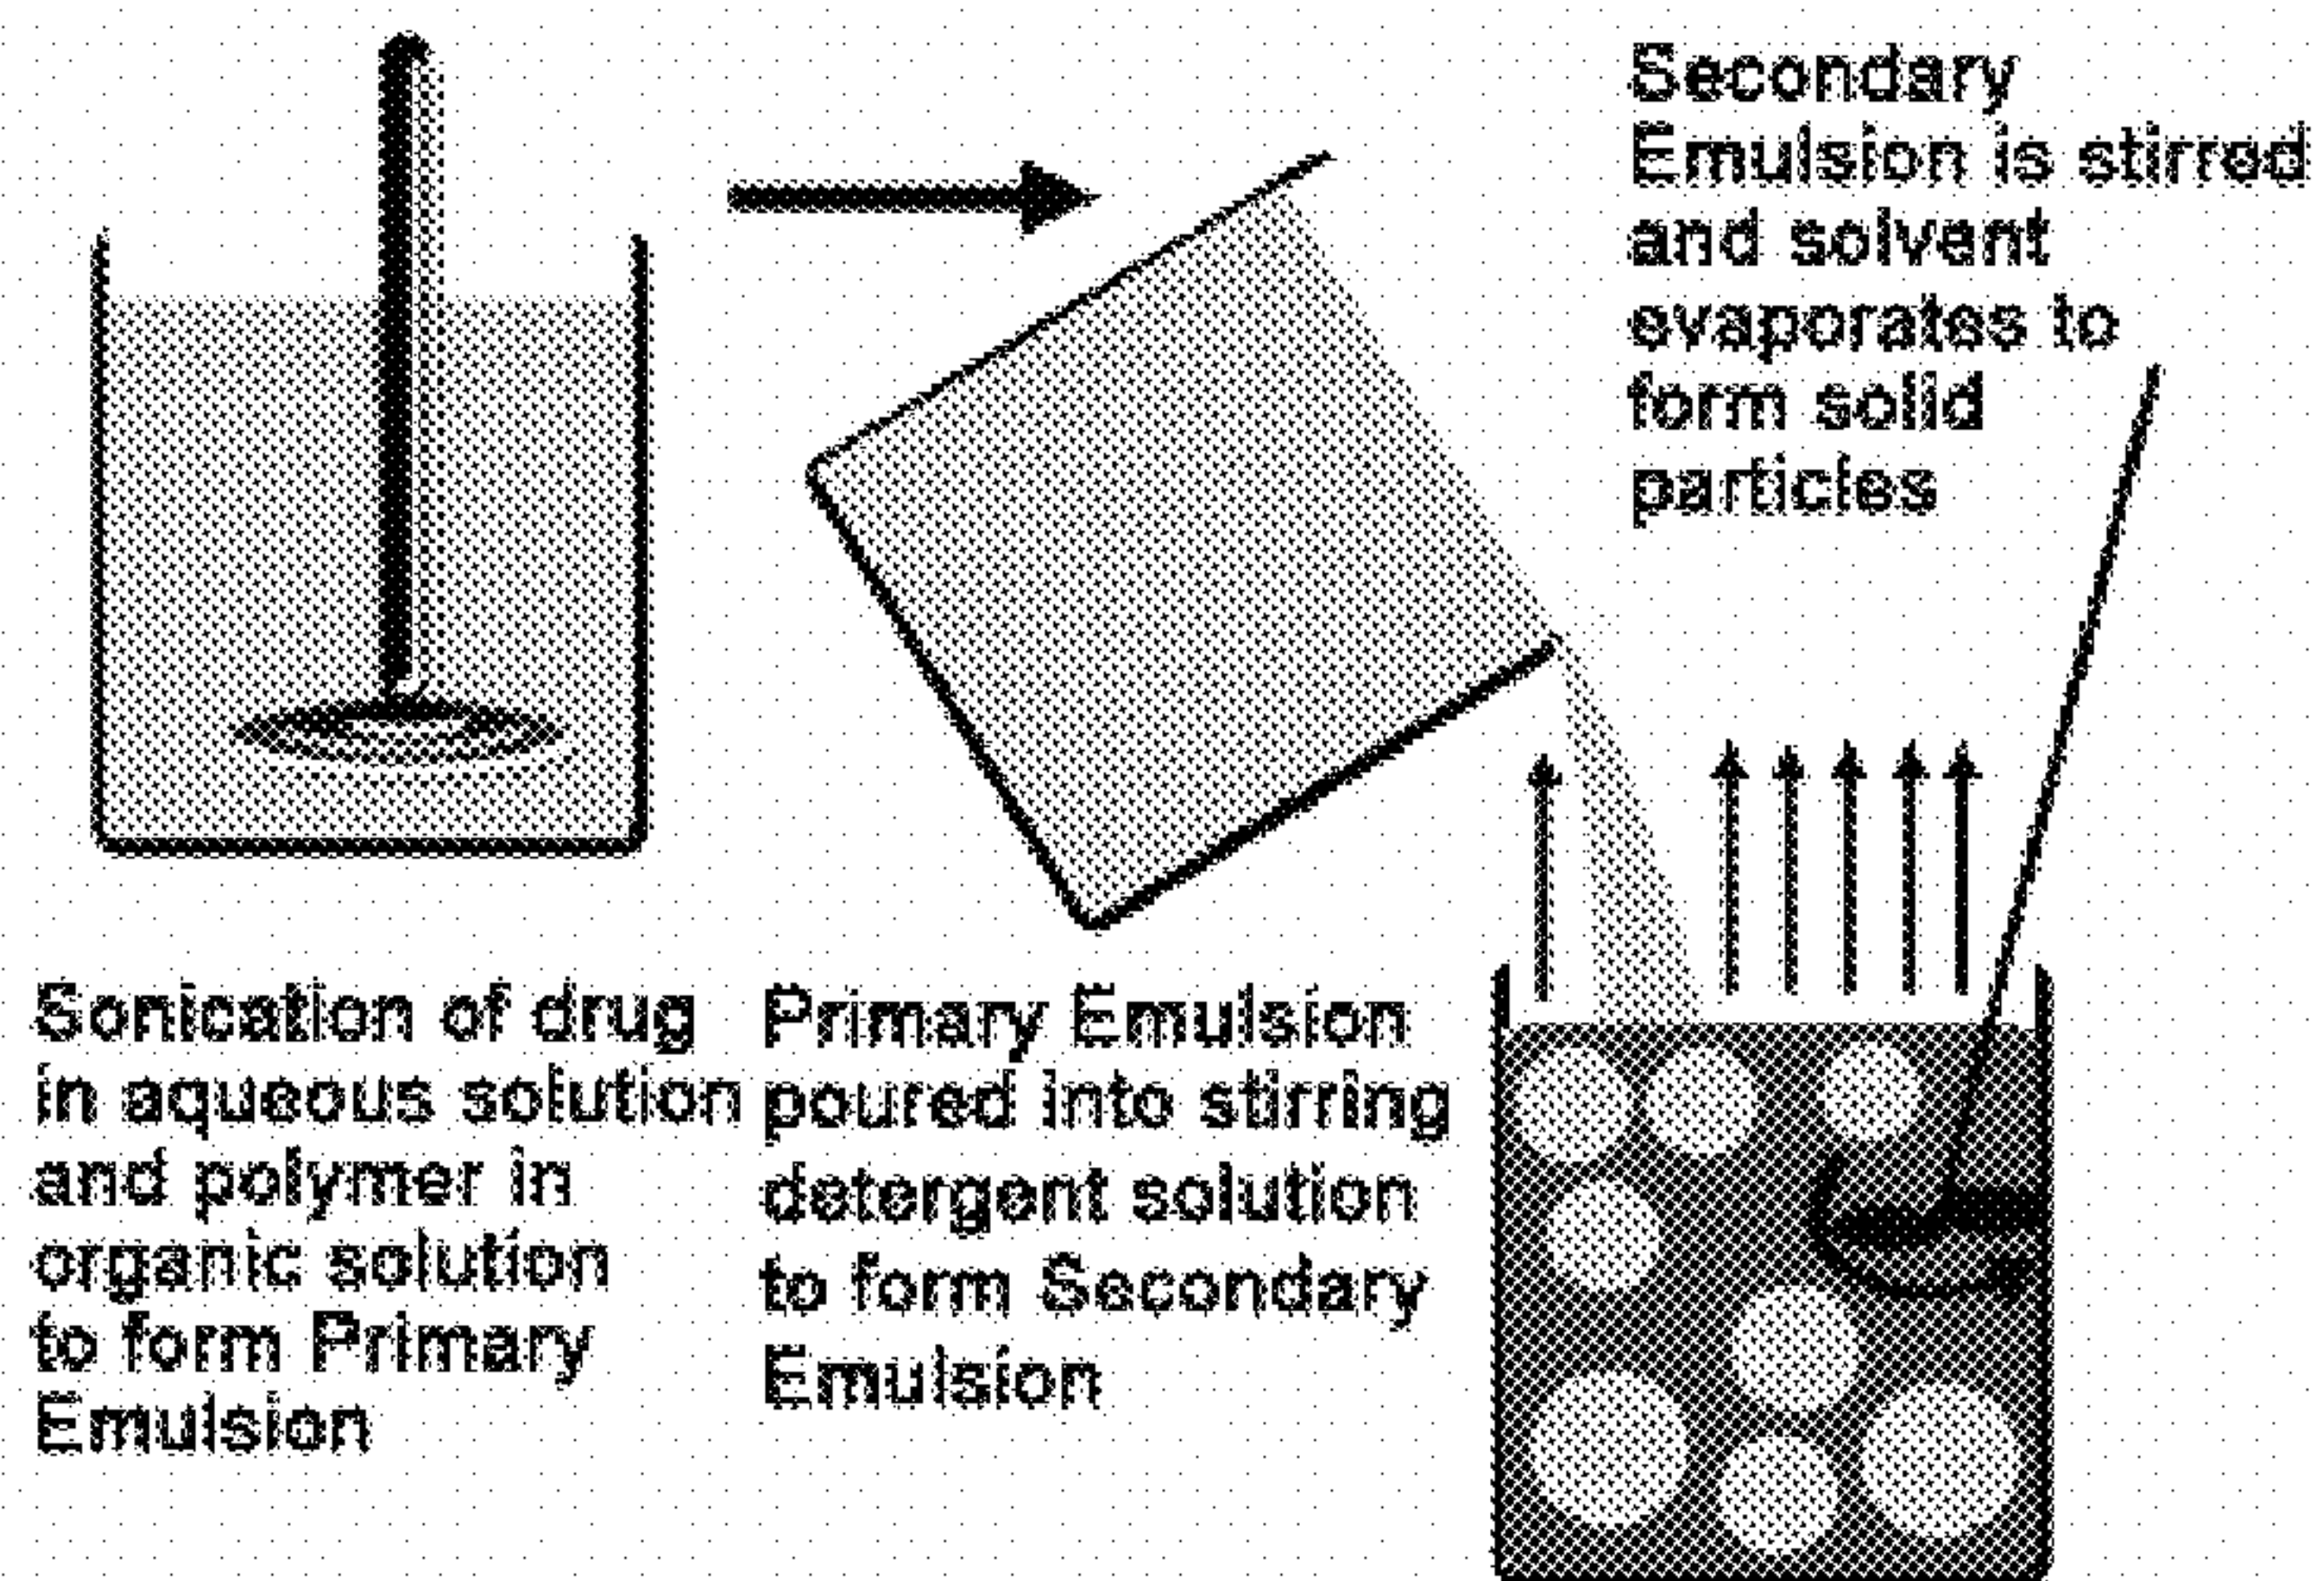 Sonication of drug
in aqueous solution
and polymer in
organic solution
to form Primary
Emulsion
Primary Emulsion
poured into stirring
detergent solution
to form Secondary
Emulsion
Secondary
Emulsion is stirred
and solvent
evaporates to
form solid
particles